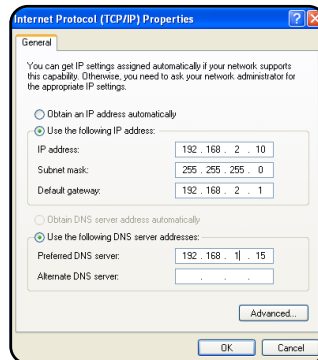 Internet Protocol (TCP/IP) Properties
General
You can get IP settings assigned automatically if your network supports
this capability. Otherwise, you need to ask your network administrator for
the appropriate IP settings.
Obtain an IP address automatically
Use the following IP address:
IP address: 192 . 168 . 2 . 10
Subnet mask: 255 . 255 . 255 . 0
Default gateway: 192 . 168 . 2 . 1
Obtain DNS server address automatically
Use the following DNS server addresses:
Preferred DNS server: 192 . 168 . 1 . 15
Alternate DNS server: . . .
Advanced...
OK Cancel